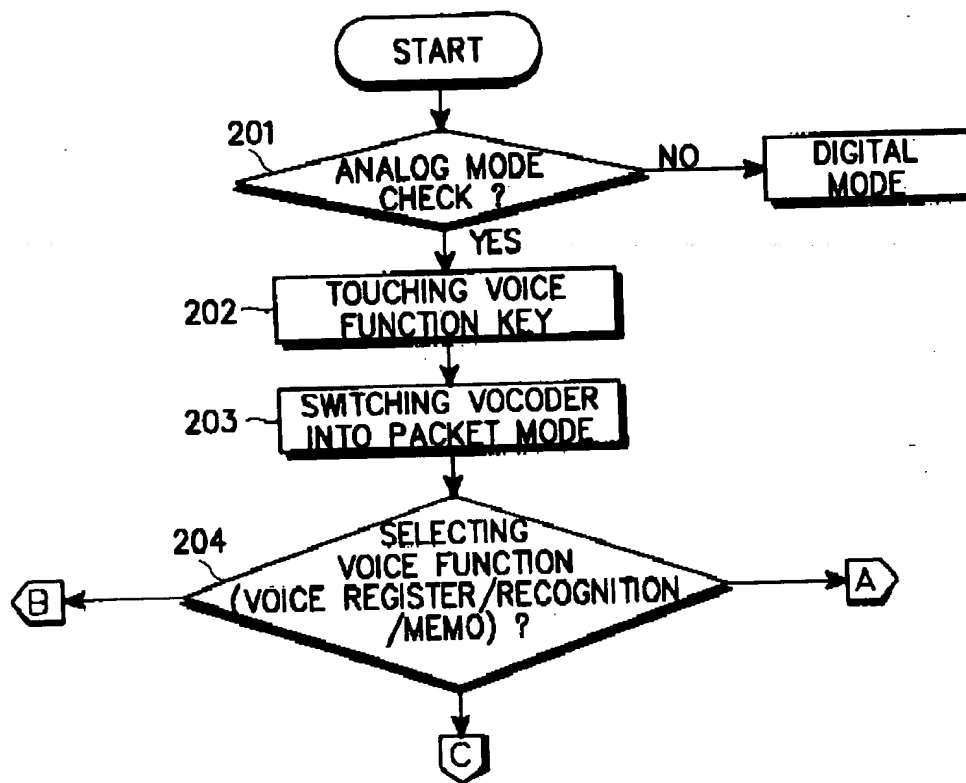 START
201
ANALOG MODE
CHECK ?
NO
DIGITAL
MODE
YES
202
TOUCHING VOICE
FUNCTION KEY
203
SWITCHING VOCODER
INTO PACKET MODE
204
SELECTING
VOICE FUNCTION
(VOICE REGISTER/RECOGNITION
/MEMO) ?
B
A
C